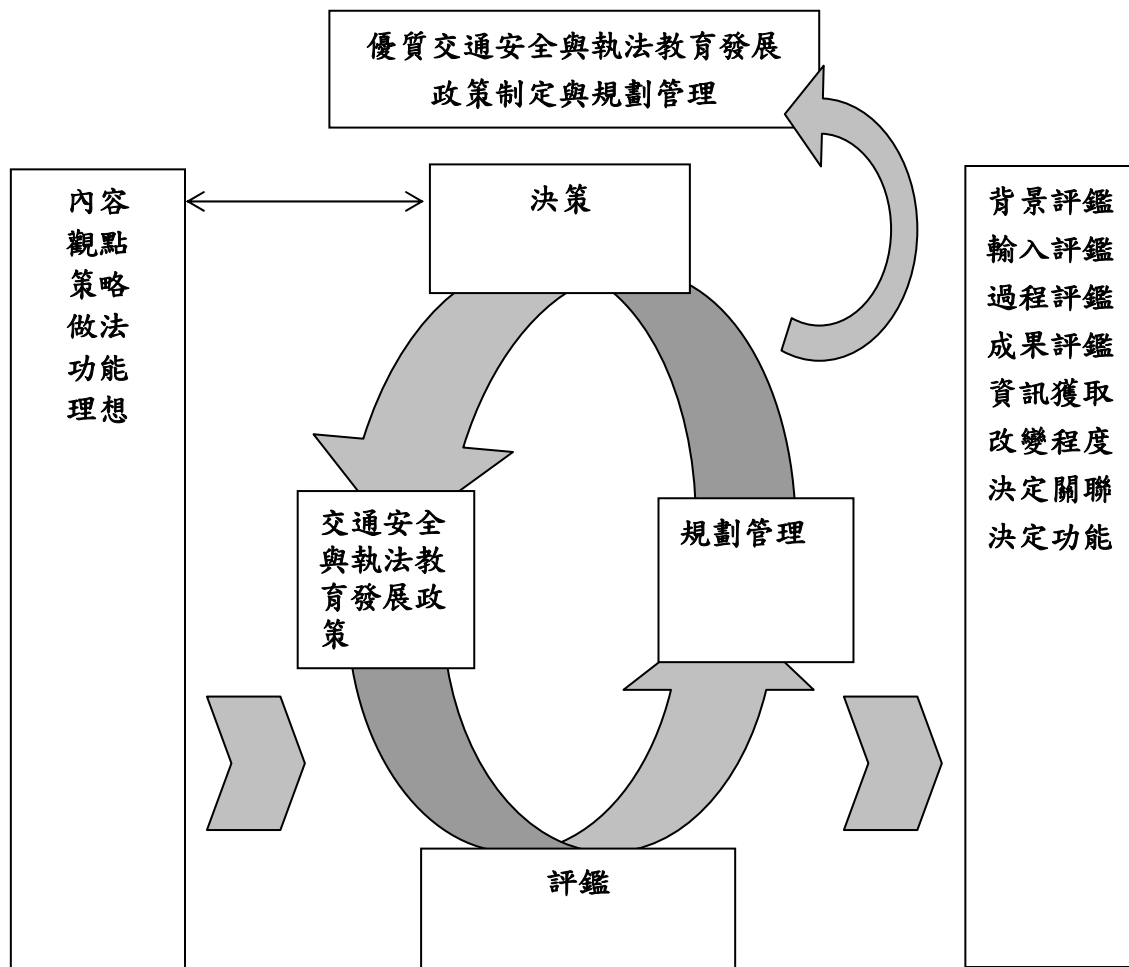 優質交通安全與執法教育發展
政策制定與規劃管理
內容
觀點
策略
做法
功能
理想
決策
交通安全
與執法教
育發展政
策
規劃管理
評鑑
背景評鑑
輸入評鑑
過程評鑑
成果評鑑
資訊獲取
改變程度
決定關聯
決定功能